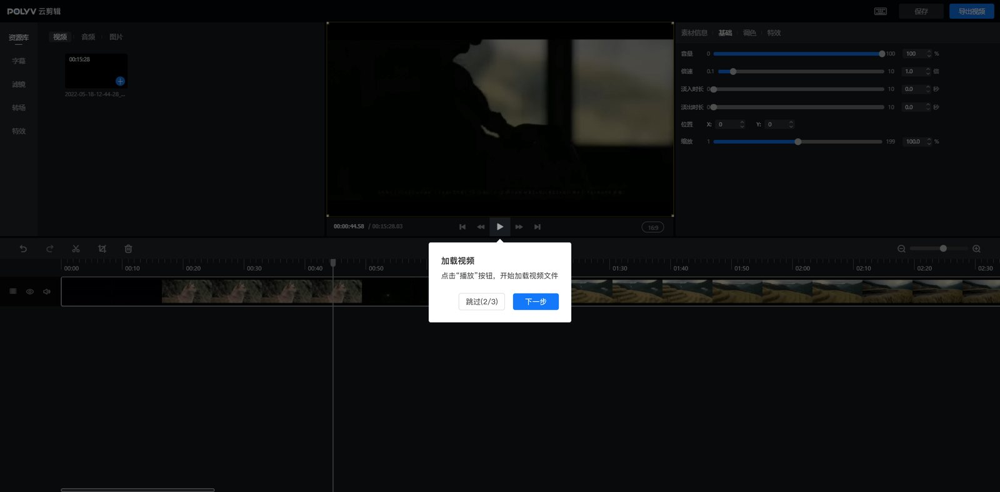 POLYV 云剪辑
保存
导出视频
资源库
字幕
滤镜
转场
特效
视频
音频
图片
00:15:28
2022-05-18-12-44-28_...
00:00:44.58 / 00:15:28.03
16:9
素材信息
基础
调色
特效
音量 0 100 100 %
倍速 0.1 10 1.0 倍
淡入时长 0 10 0.0 秒
淡出时长 0 10 0.0 秒
位置 X: 0 Y: 0
缩放 1 199 100.0 %
00:00 00:10 00:20 00:30 00:40 00:50 01:30 01:40 01:50 02:00 02:10 02:20 02:30
加载视频
点击“播放”按钮，开始加载视频文件
跳过(2/3)
下一步